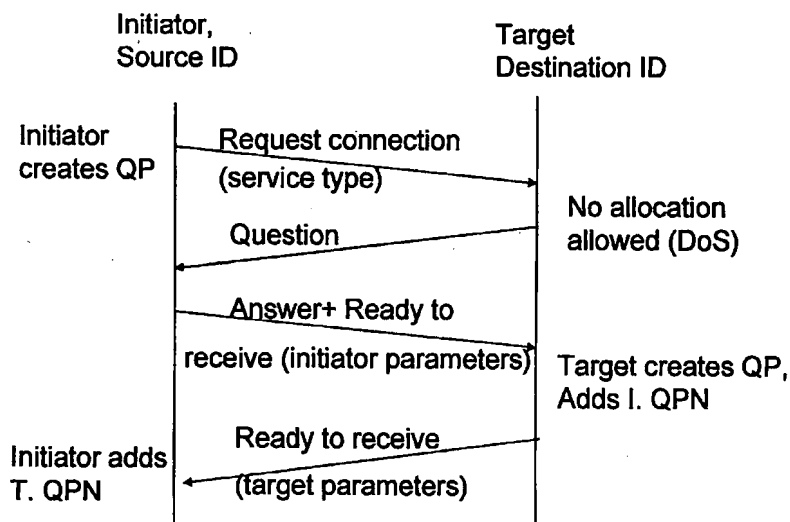 Initiator,
Source ID
Target
Destination ID
Initiator
creates QP
Request connection
(service type)
No allocation
allowed (DoS)
Question
Answer+ Ready to
receive (initiator parameters)
Target creates QP,
Adds I. QPN
Ready to receive
(target parameters)
Initiator adds
T. QPN